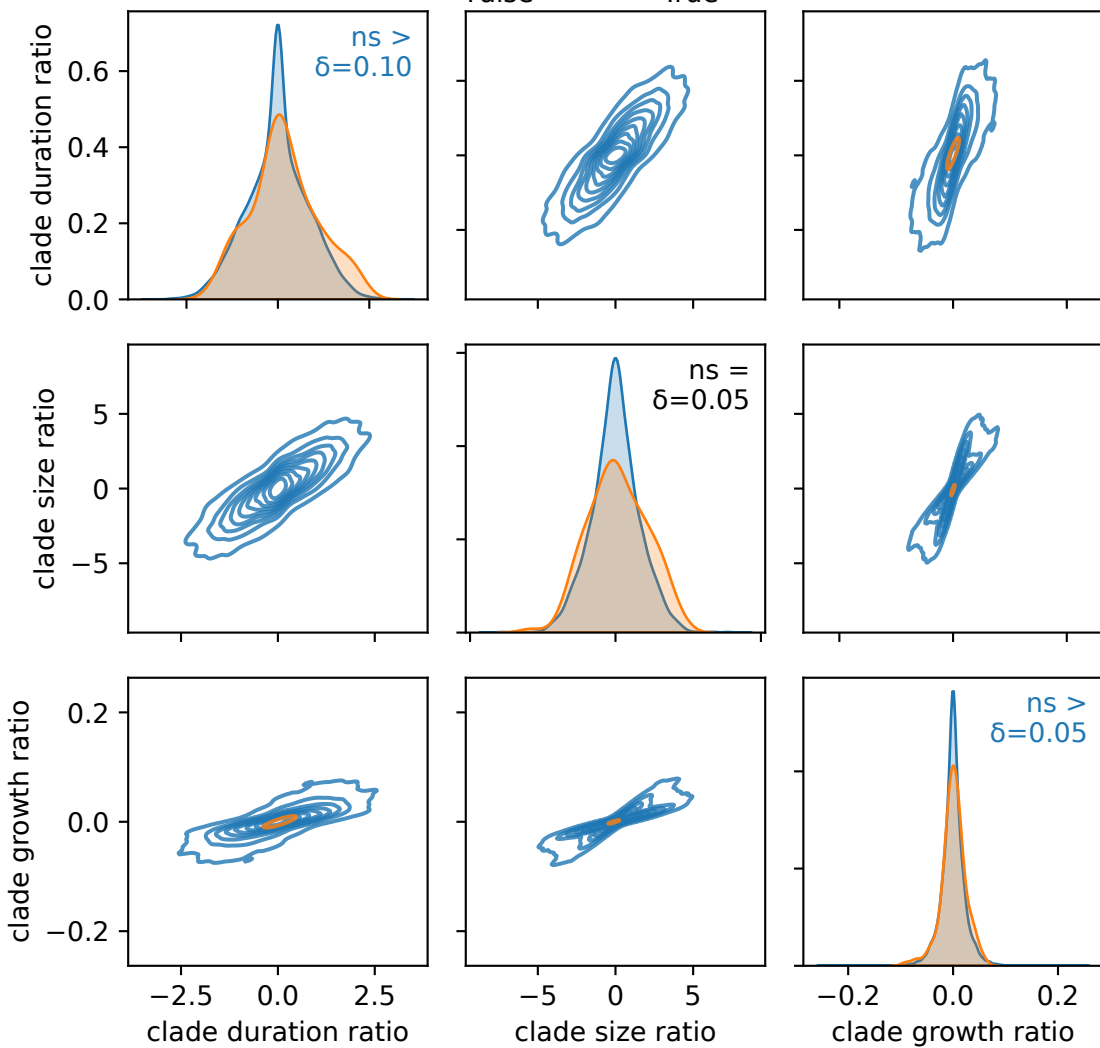 clade duration ratio
0.6
0.4
0.2
0.0
ns >
δ=0.10
clade size ratio
5
0
−5
ns =
δ=0.05
clade growth ratio
0.2
0.0
−0.2
ns >
δ=0.05
−2.5 0.0 2.5
clade duration ratio
−5 0 5
clade size ratio
−0.2 0.0 0.2
clade growth ratio